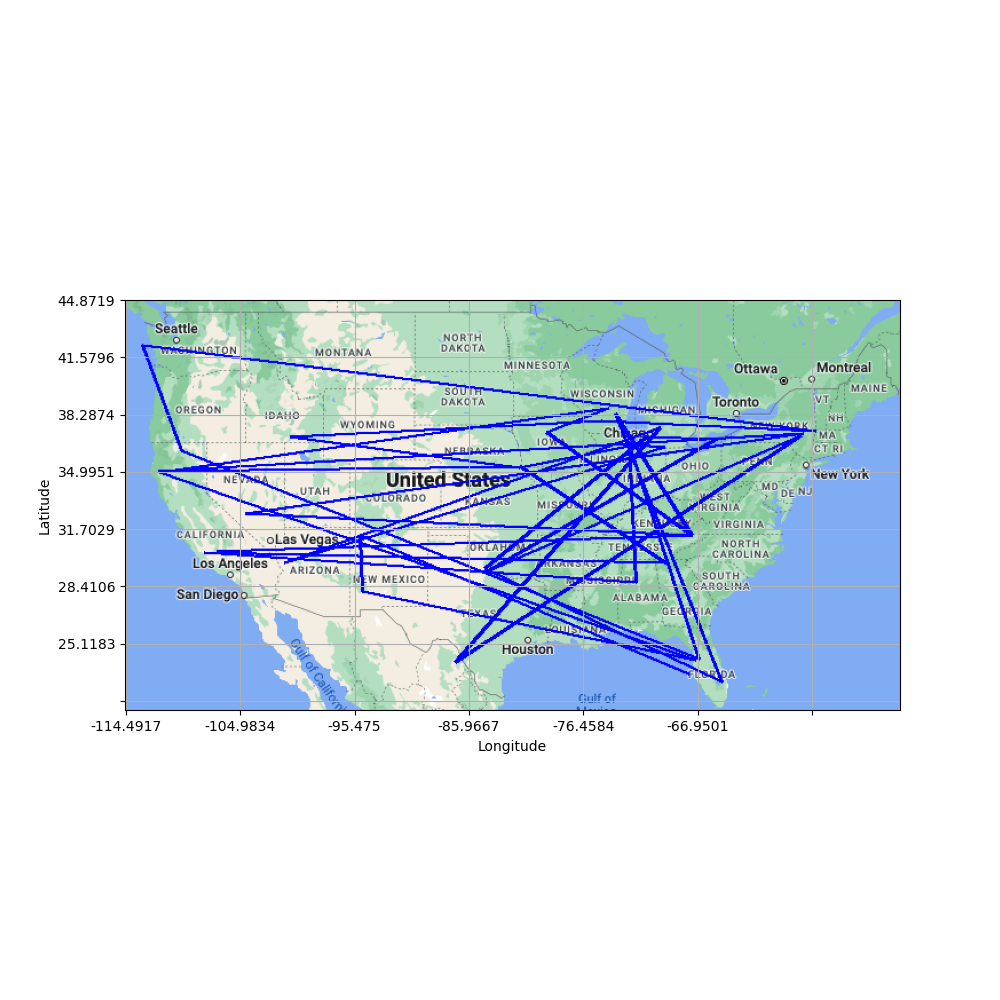 44.8719
41.5796
38.2874
34.9951
31.7029
28.4106
25.1183
Latitude
-114.4917
-104.9834
-95.475
-85.9667
-76.4584
-66.9501
Longitude
Seattle
WASHINGTON
MONTANA
NORTH
DAKOTA
MINNESOTA
Ottawa
Montreal
MAINE
OREGON
IDAHO
WYOMING
SOUTH
DAKOTA
WISCONSIN
MICHIGAN
Toronto
VT
NH
NEW YORK
MA
CT RI
NEBRASKA
IOWA
Chicago
OHIO
PENN
New York
NEVADA
UTAH
COLORADO
United States
KANSAS
MISSOURI
INDIANA
WEST
VIRGINIA
MD
DE
NJ
KENTUCKY
VIRGINIA
CALIFORNIA
Las Vegas
OKLAHOMA
TENNESSEE
NORTH
CAROLINA
Los Angeles
ARIZONA
NEW MEXICO
ARKANSAS
MISSISSIPPI
SOUTH
CAROLINA
San Diego
ALABAMA
GEORGIA
TEXAS
LOUISIANA
Houston
Gulf of
California
FLORIDA
Gulf of
Mexico